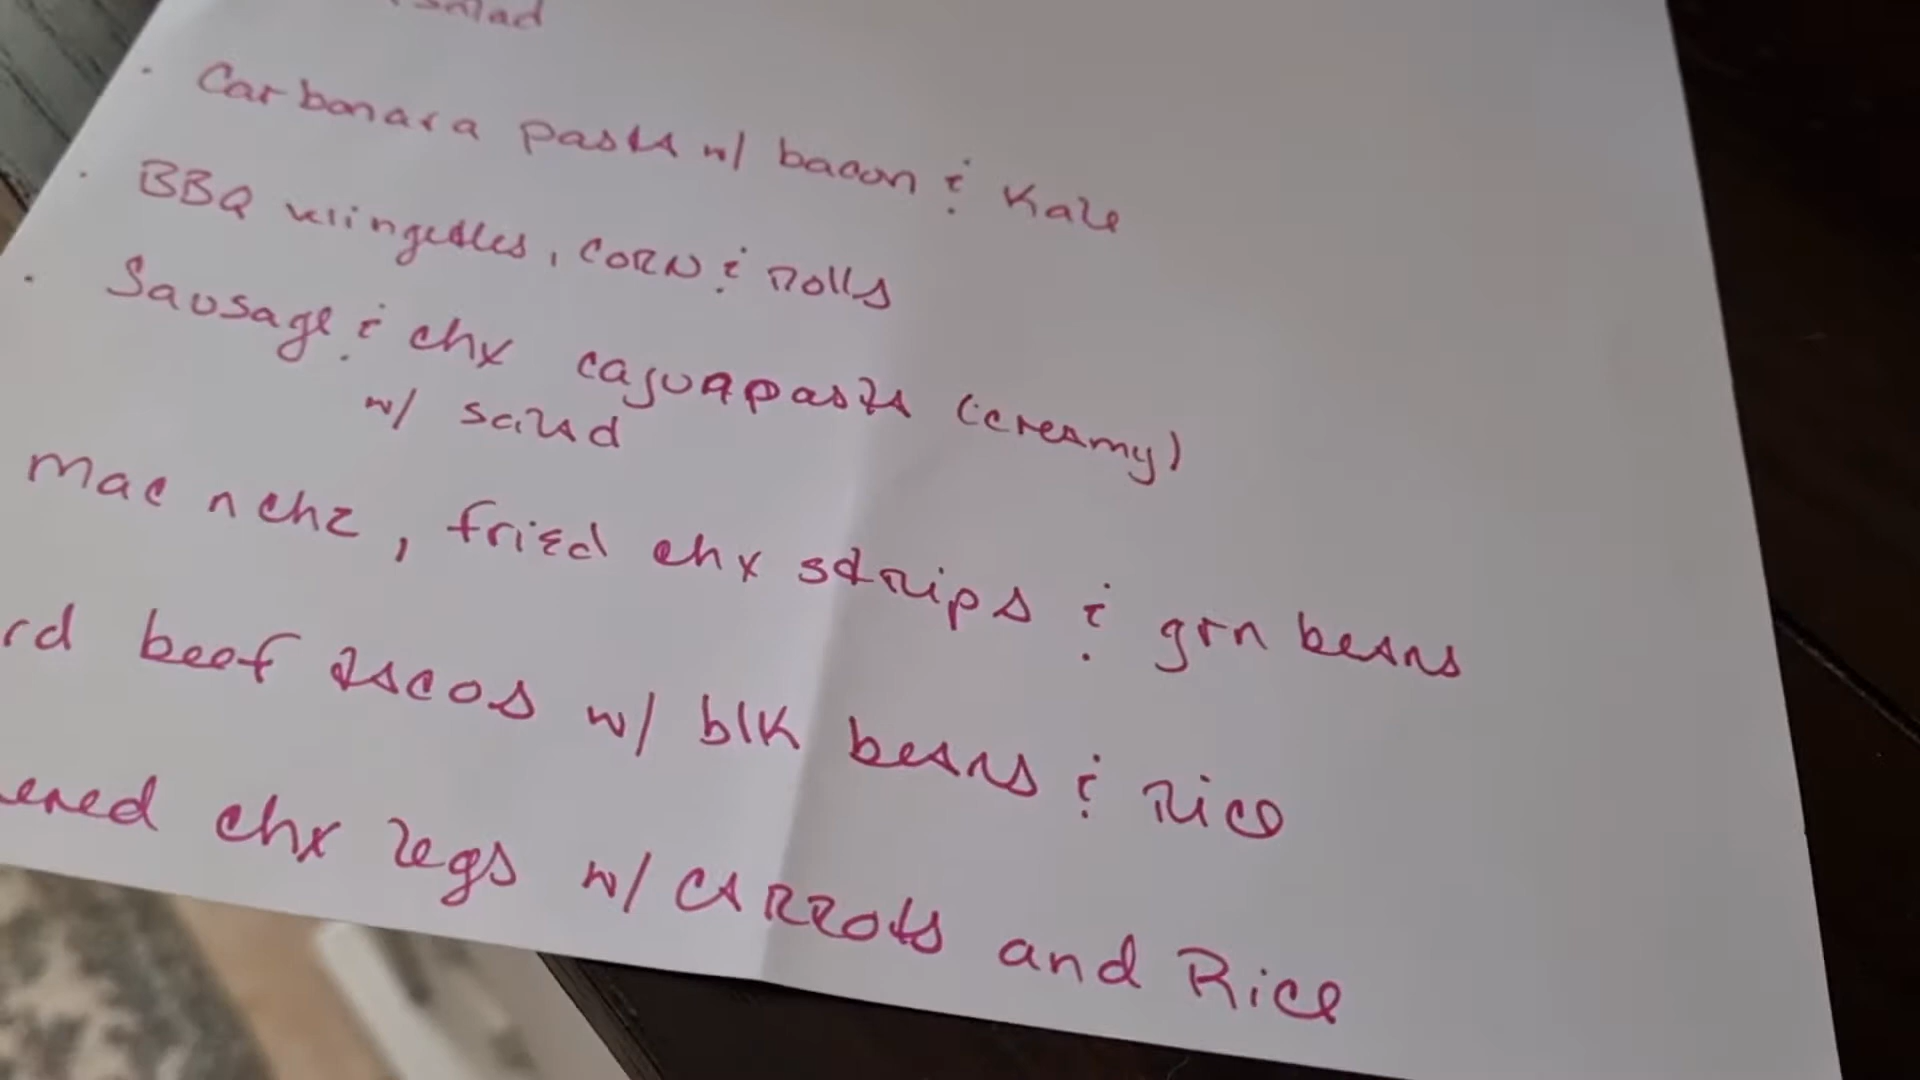 salad
· Carbonara pasta w/ bacon & Kale
· BBQ wingettes, CORN & rolls
· Sausage & chx cajun pasta (creamy)
w/ salad
Mac n chz, fried chx strips & grn beans
rd beef tacos w/ blk beans & Rice
ered chx legs w/ CARROts and Rice